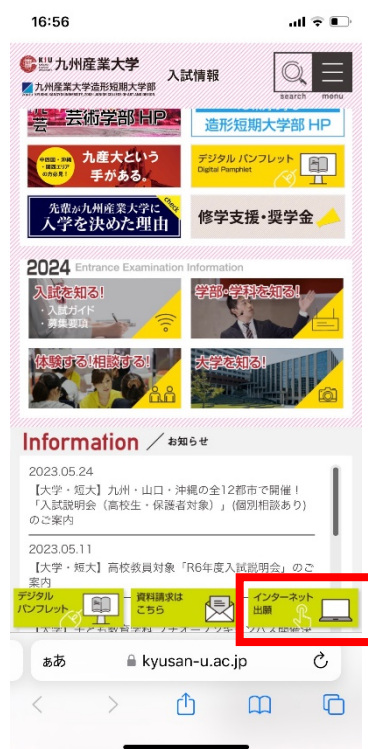 16:56
KIU 九州産業大学
九州産業大学造形短期大学部
入試情報
search
menu
芸術学部 HP
造形短期大学部 HP
の方必見!
九産大という
手がある。
デジタル パンフレット
Digital Pamphlet
先輩が九州産業大学に
入学を決めた理由
check
修学支援・奨学金
2024 Entrance Examination Information
入試を知る!
・入試ガイド
・募集要項
学部・学科を知る!
体験する!相談する!
大学を知る!
Information / お知らせ
2023.05.24
【大学・短大】九州・山口・沖縄の全12都市で開催!
「入試説明会(高校生・保護者対象)」(個別相談あり)
のご案内
2023.05.11
【大学・短大】高校教員対象「R6年度入試説明会」のご
案内
デジタル
パンフレット
資料請求は
こちら
インターネット
出願
ぁあ
kyusan-u.ac.jp